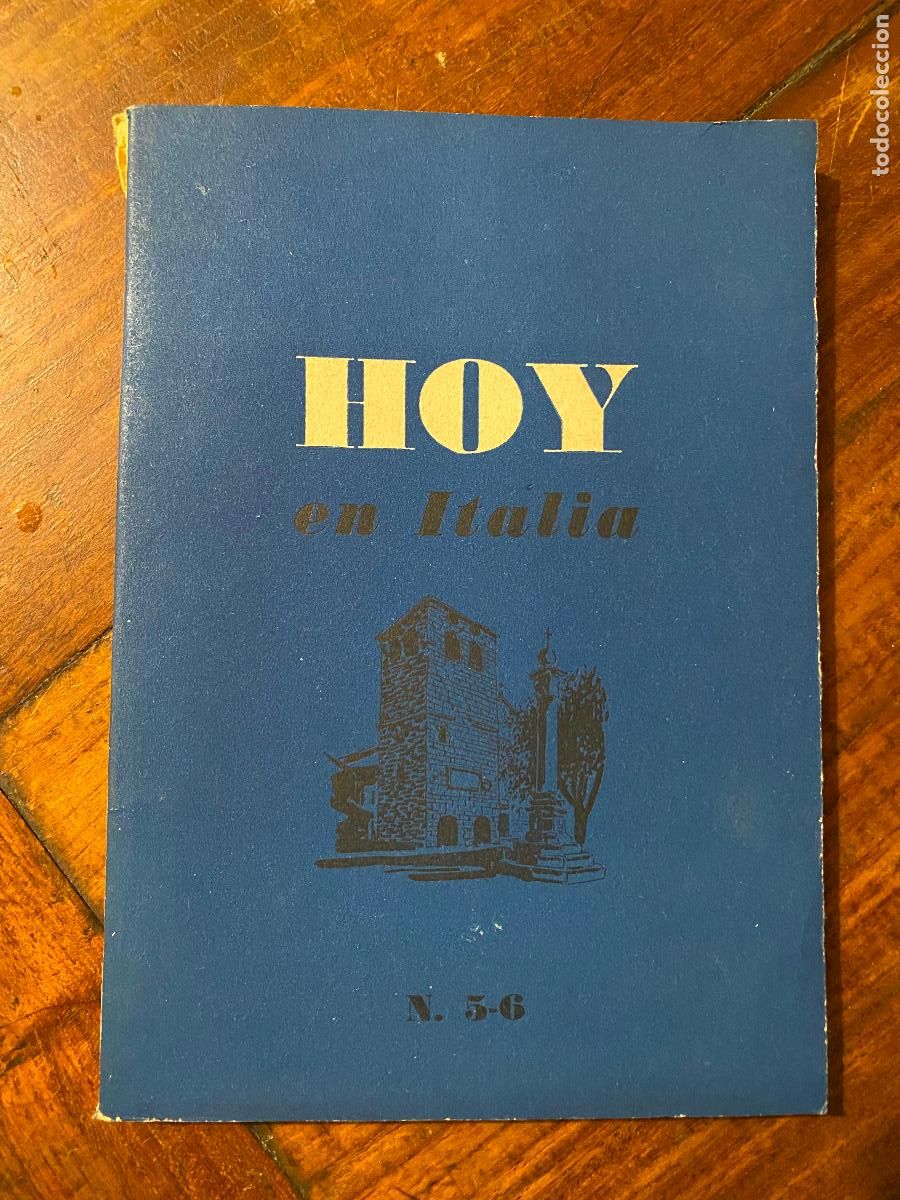 todocoleccion
HOY
en Italia
N. 5-6